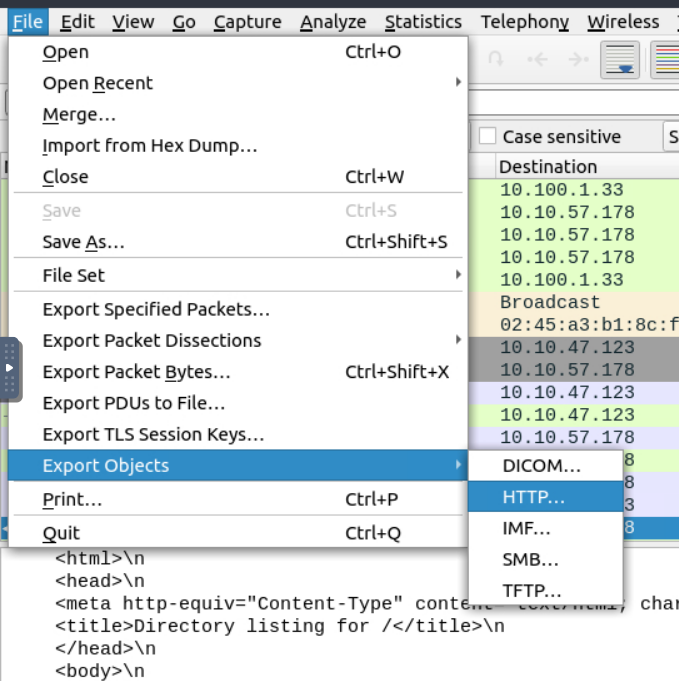 File Edit View Go Capture Analyze Statistics Telephony Wireless
Open Ctrl+O
Open Recent
Merge…
Import from Hex Dump…
Close Ctrl+W
Save Ctrl+S
Save As… Ctrl+Shift+S
File Set
Export Specified Packets…
Export Packet Dissections
Export Packet Bytes… Ctrl+Shift+X
Export PDUs to File…
Export TLS Session Keys…
Export Objects
Print… Ctrl+P
Quit Ctrl+Q
DICOM…
HTTP…
IMF…
SMB…
TFTP…
Case sensitive
Destination
10.100.1.33
10.10.57.178
10.10.57.178
10.10.57.178
10.100.1.33
Broadcast
02:45:a3:b1:8c:f
10.10.47.123
10.10.57.178
10.10.47.123
10.10.47.123
10.10.57.178
8
8
3
8
<html>\n
<head>\n
<meta http-equiv="Content-Type" content
<title>Directory listing for /</title>\n
</head>\n
<body>\n